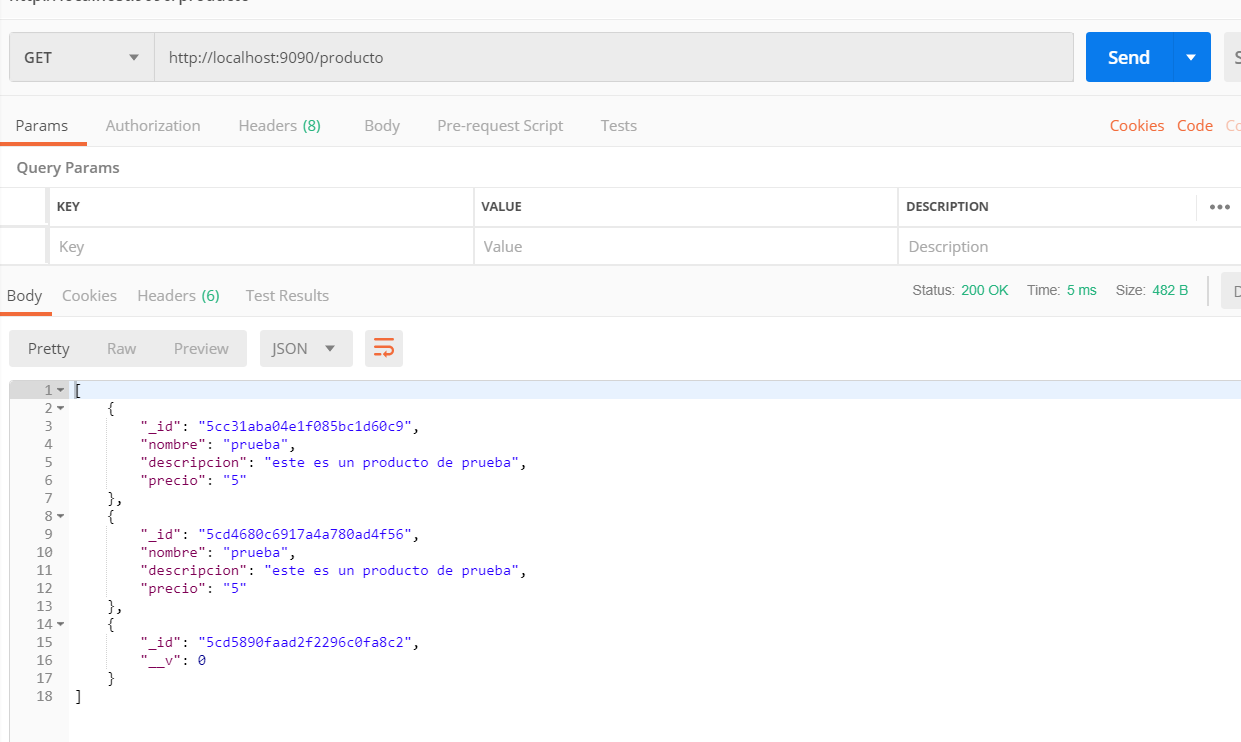 GET http://localhost:9090/producto Send
Params Authorization Headers (8) Body Pre-request Script Tests Cookies Code
Query Params
KEY VALUE DESCRIPTION •••
Key Value Description
Body Cookies Headers (6) Test Results Status: 200 OK Time: 5 ms Size: 482 B
Pretty Raw Preview JSON
1 [
2 {
3 "_id": "5cc31aba04e1f085bc1d60c9",
4 "nombre": "prueba",
5 "descripcion": "este es un producto de prueba",
6 "precio": "5"
7 },
8 {
9 "_id": "5cd4680c6917a4a780ad4f56",
10 "nombre": "prueba",
11 "descripcion": "este es un producto de prueba",
12 "precio": "5"
13 },
14 {
15 "_id": "5cd5890faad2f2296c0fa8c2",
16 "__v": 0
17 }
18 ]